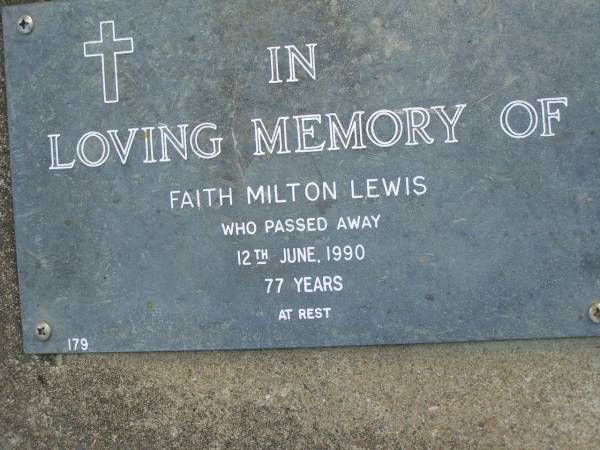 IN
LOVING MEMORY OF
FAITH MILTON LEWIS
WHO PASSED AWAY
12TH JUNE, 1990
77 YEARS
AT REST
179